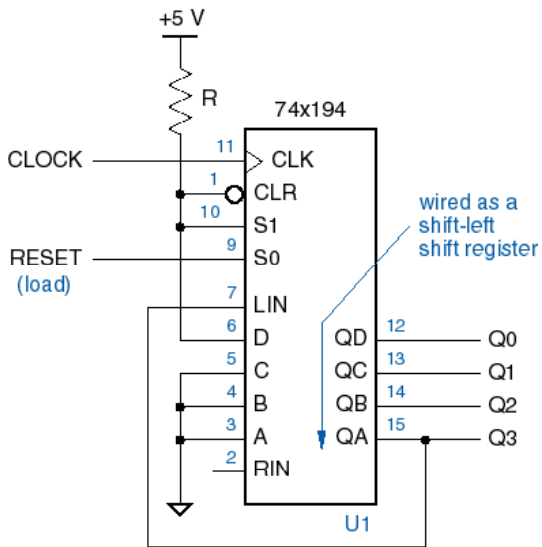 +5 V
R
74x194
CLOCK
11
CLK
1
CLR
10
S1
RESET
(load)
9
S0
7
LIN
6
D
5
C
4
B
3
A
2
RIN
wired as a
shift-left
shift register
QD
12
Q0
QC
13
Q1
QB
14
Q2
QA
15
Q3
U1